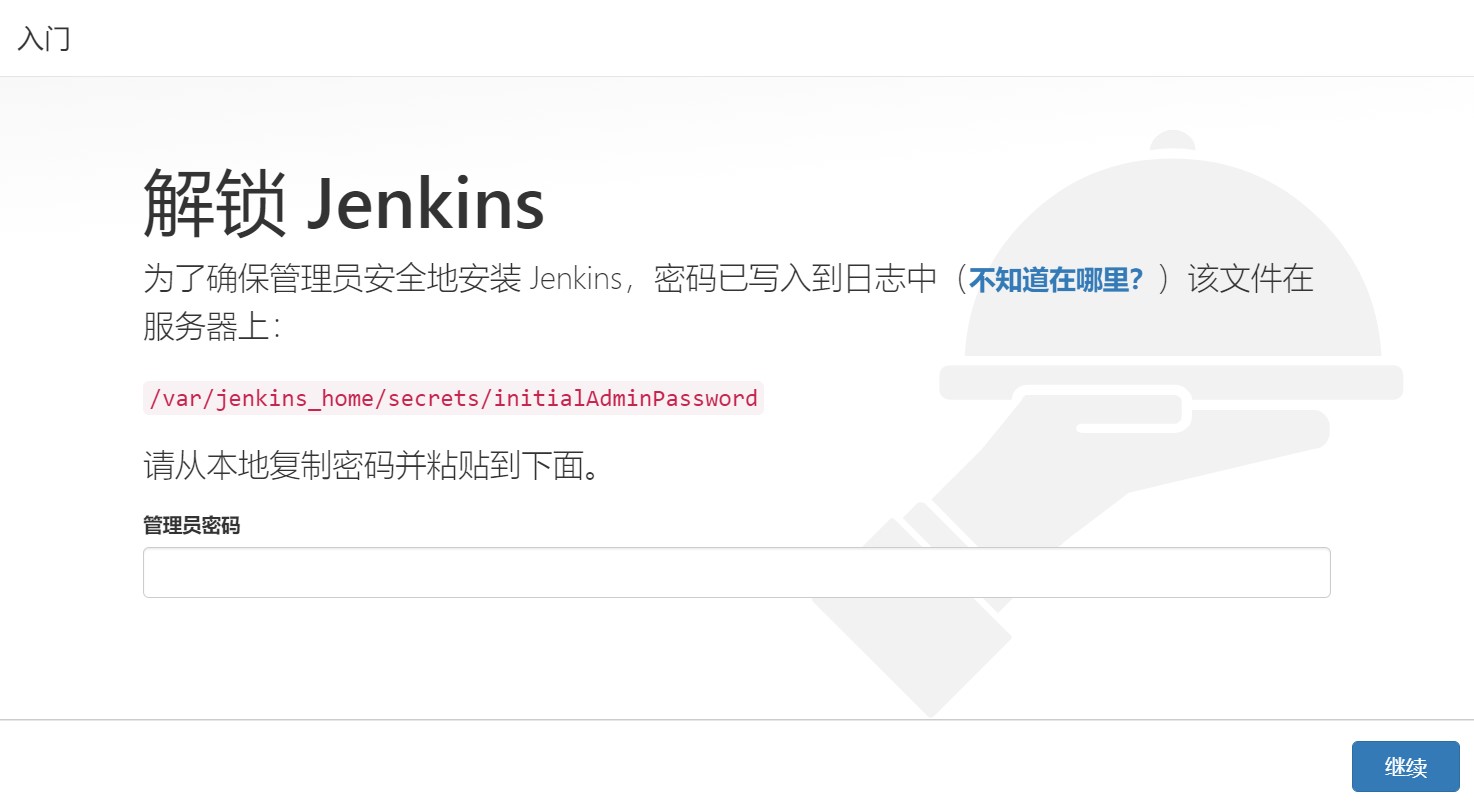 入门
解锁 Jenkins
为了确保管理员安全地安装 Jenkins，密码已写入到日志中（不知道在哪里？）该文件在
服务器上：
/var/jenkins_home/secrets/initialAdminPassword
请从本地复制密码并粘贴到下面。
管理员密码
继续